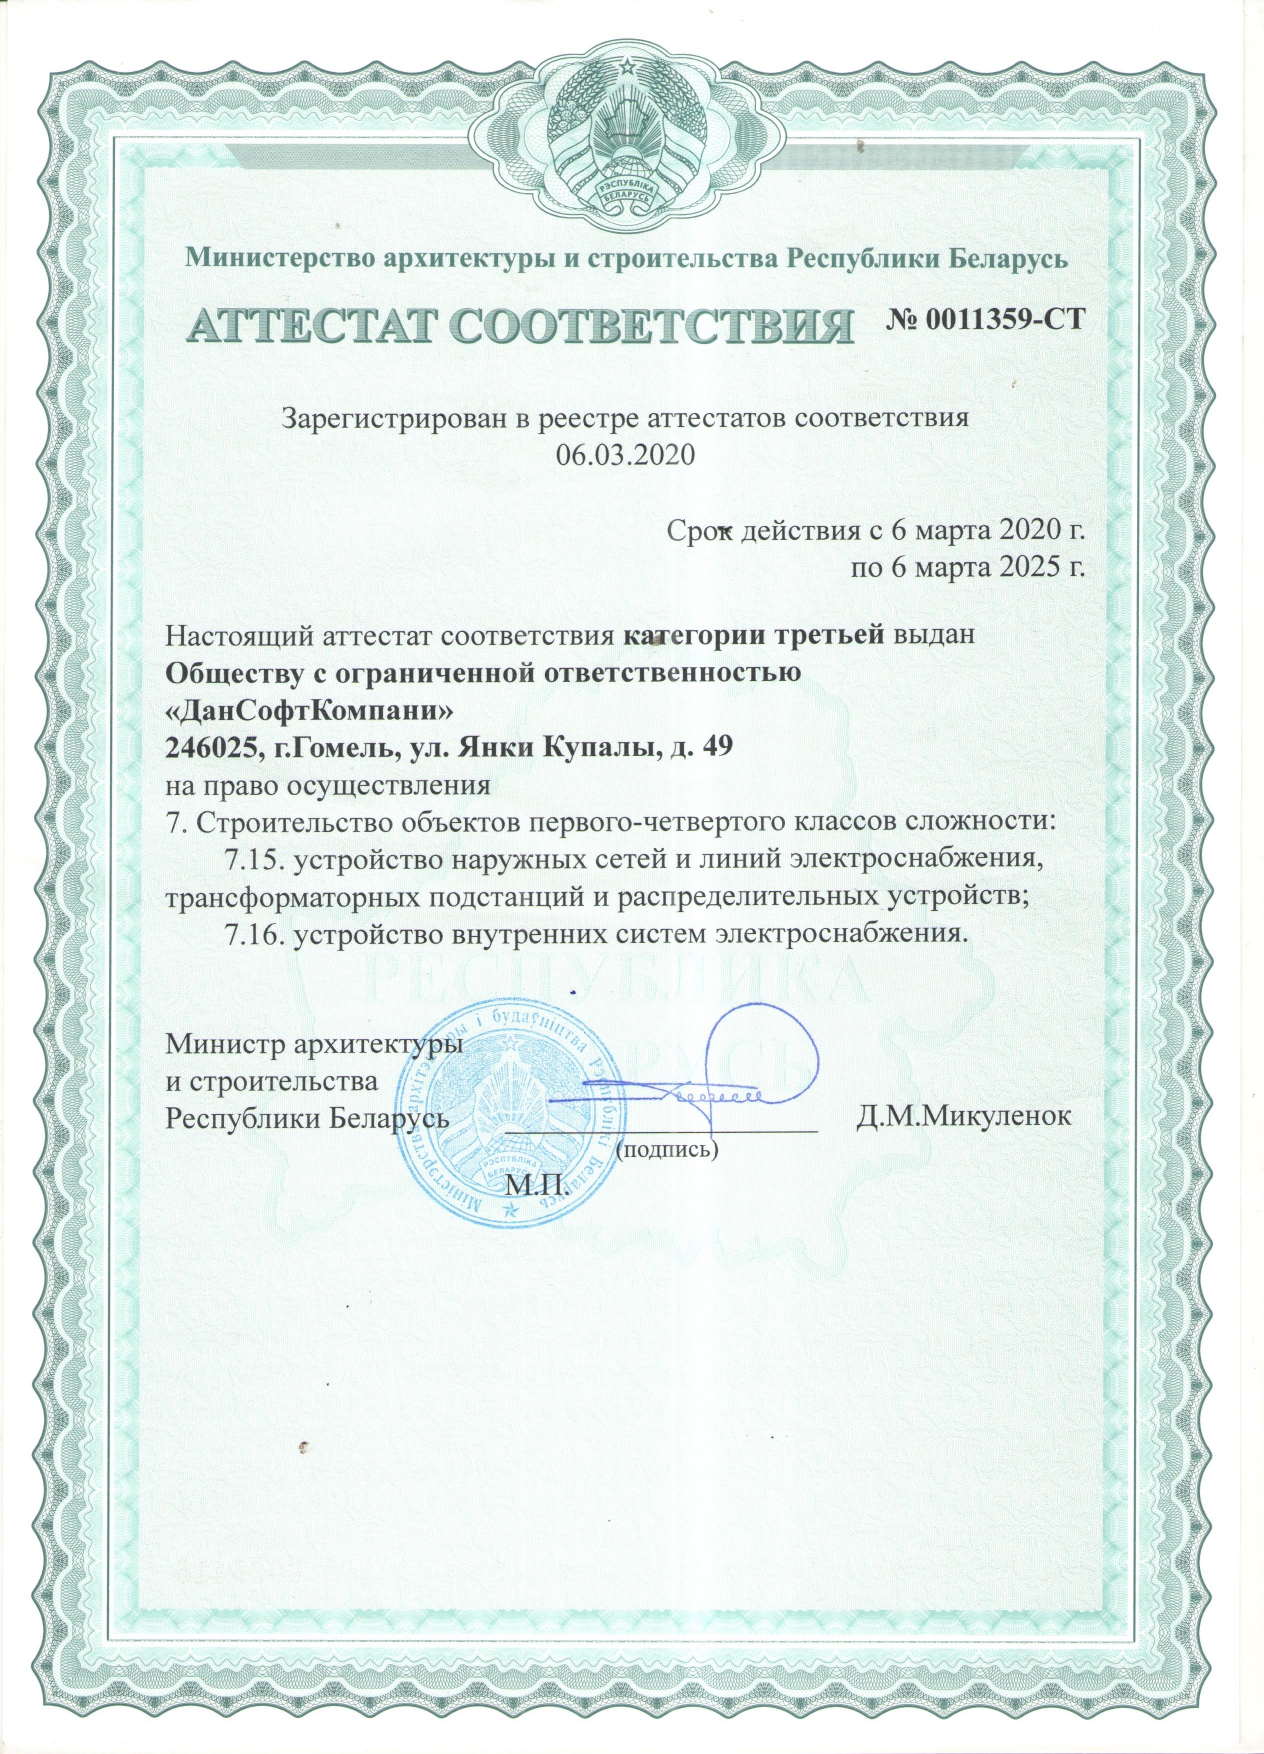 РЭСПУБЛІКА
БЕЛАРУСЬ
Министерство архитектуры и строительства Республики Беларусь
АТТЕСТАТ СООТВЕТСТВИЯ № 0011359-СТ
Зарегистрирован в реестре аттестатов соответствия
06.03.2020
Срок действия с 6 марта 2020 г.
по 6 марта 2025 г.
Настоящий аттестат соответствия категории третьей выдан
Обществу с ограниченной ответственностью
«ДанСофтКомпани»
246025, г.Гомель, ул. Янки Купалы, д. 49
на право осуществления
7. Строительство объектов первого-четвертого классов сложности:
7.15. устройство наружных сетей и линий электроснабжения,
трансформаторных подстанций и распределительных устройств;
7.16. устройство внутренних систем электроснабжения.
РЕСПУБЛИКА
БЕЛАРУСЬ
Министр архитектуры
и строительства
Республики Беларусь Д.М.Микуленок
(подпись)
М.П.
Міністэрства архітэктуры і будаўніцтва Рэспублікі Беларусь
РЭСПУБЛІКА
БЕЛАРУСЬ